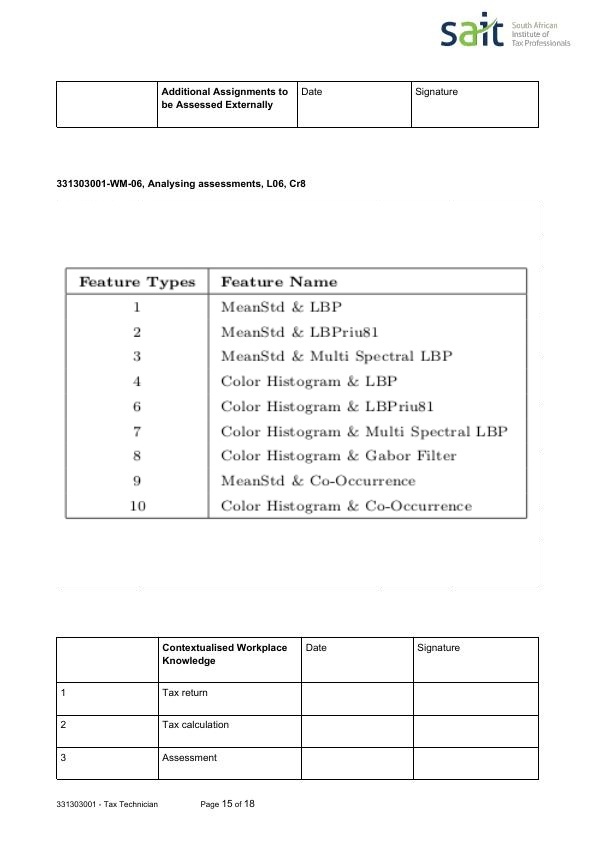 sait South African
Institute of
Tax Professionals
Additional Assignments to Date Signature
be Assessed Externally
331303001-WM-06, Analysing assessments, L06, Cr8
Feature Types Feature Name
1 MeanStd & LBP
2 MeanStd & LBPriu81
3 MeanStd & Multi Spectral LBP
4 Color Histogram & LBP
6 Color Histogram & LBPriu81
7 Color Histogram & Multi Spectral LBP
8 Color Histogram & Gabor Filter
9 MeanStd & Co-Occurrence
10 Color Histogram & Co-Occurrence
Contextualised Workplace Date Signature
Knowledge
1 Tax return
2 Tax calculation
3 Assessment
331303001 - Tax Technician Page 15 of 18